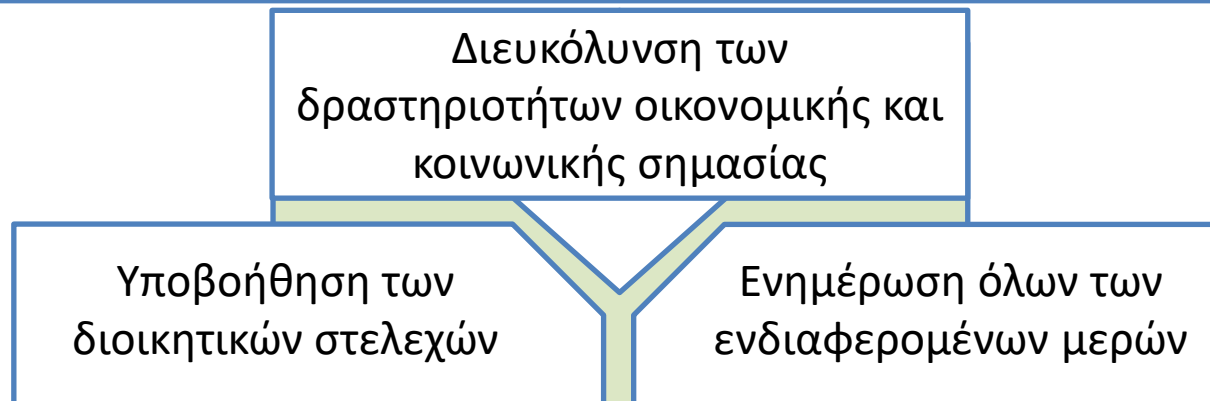 Διευκόλυνση των
δραστηριοτήτων οικονομικής και
κοινωνικής σημασίας
Υποβοήθηση των
διοικητικών στελεχών
Ενημέρωση όλων των
ενδιαφερομένων μερών